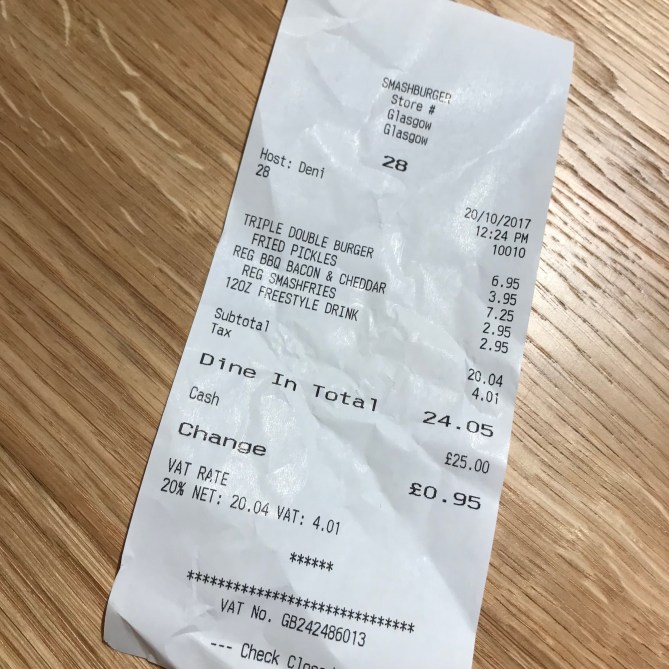 SMASHBURGER
Store #
Glasgow
Glasgow
28
Host: Deni
28
20/10/2017
12:24 PM
10010
TRIPLE DOUBLE BURGER 6.95
FRIED PICKLES 3.95
REG BBQ BACON & CHEDDAR 7.25
REG SMASHFRIES 2.95
12OZ FREESTYLE DRINK 2.95
Subtotal 20.04
Tax 4.01
Dine In Total 24.05
Cash £25.00
Change £0.95
VAT RATE
20% NET: 20.04 VAT: 4.01
******
*****************************
VAT No. GB242486013
--- Check